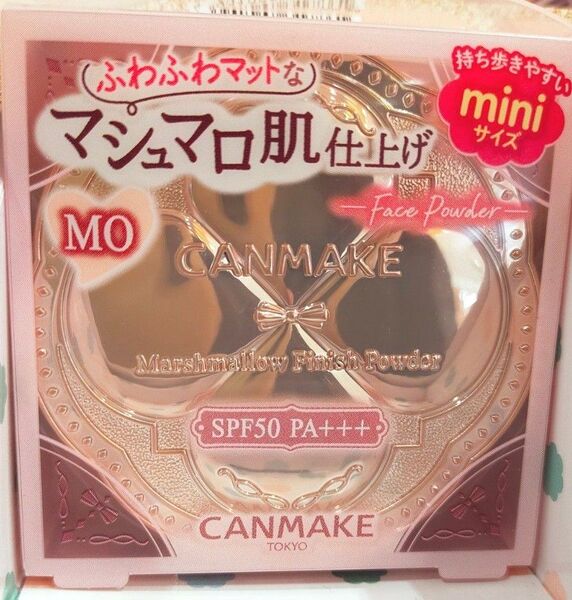 ふわふわマットな
マシュマロ肌仕上げ
持ち歩きやすい
mini
サイズ
Face Powder
MO
CANMAKE
Marshmallow Finish Powder
SPF50 PA+++
CANMAKE
TOKYO